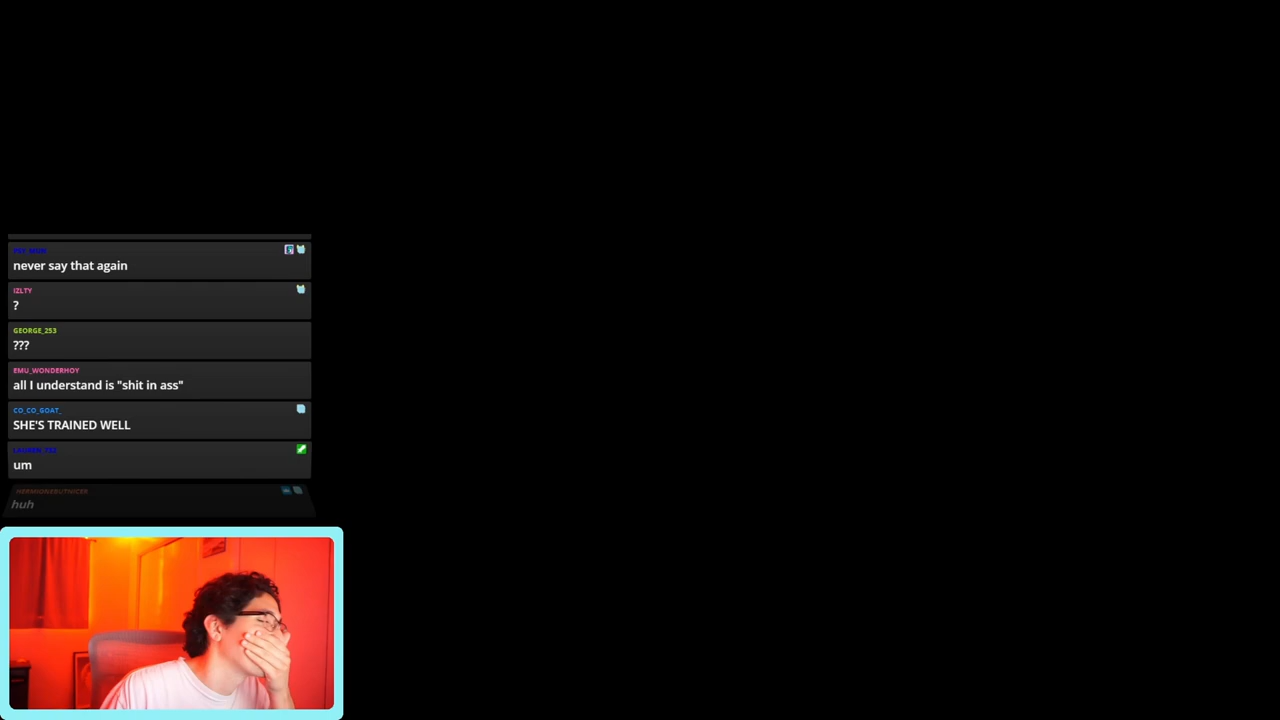 never say that again
IZLTY
?
GEORGE_253
???
EMU_WONDERHOY
all I understand is "shit in ass"
CO_CO_GOAT_
SHE'S TRAINED WELL
um
huh